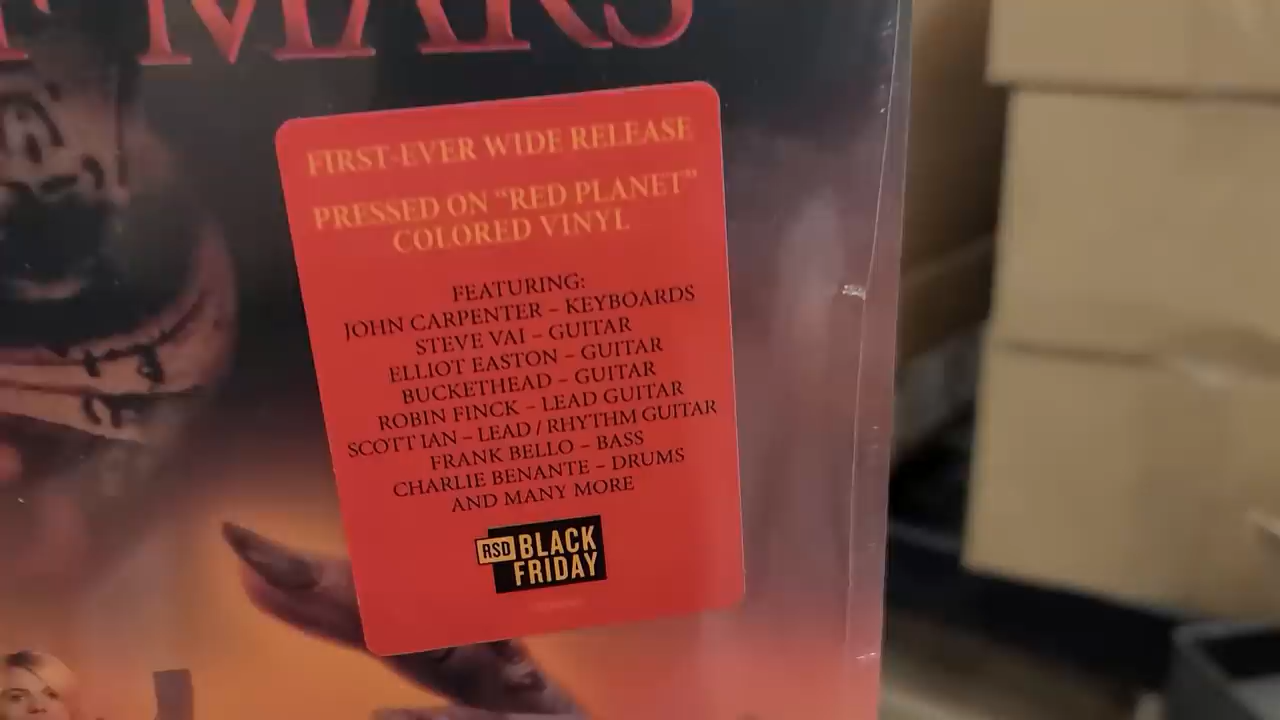 MARS
FIRST-EVER WIDE RELEASE
PRESSED ON “RED PLANET”
COLORED VINYL
FEATURING:
JOHN CARPENTER – KEYBOARDS
STEVE VAI – GUITAR
ELLIOT EASTON – GUITAR
BUCKETHEAD – GUITAR
ROBIN FINCK – LEAD GUITAR
SCOTT IAN – LEAD / RHYTHM GUITAR
FRANK BELLO – BASS
CHARLIE BENANTE – DRUMS
AND MANY MORE
RSD BLACK
FRIDAY